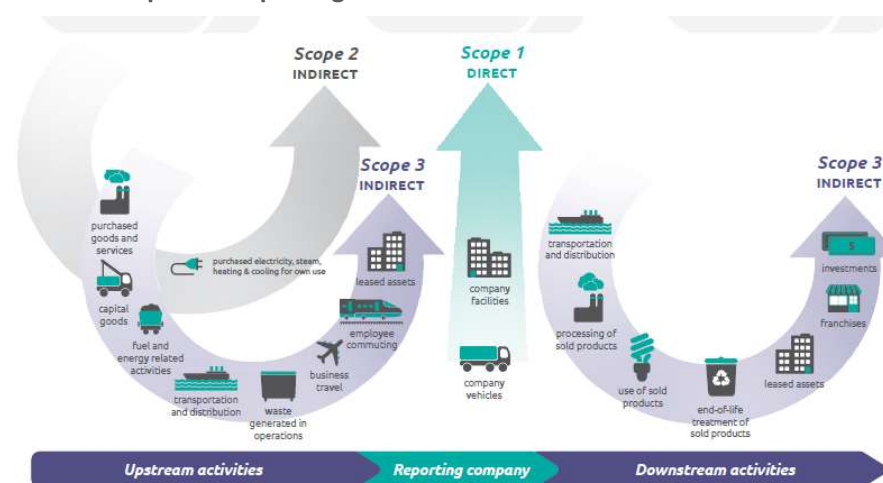 Scope 2
INDIRECT
Scope 1
DIRECT
Scope 3
INDIRECT
Scope 3
INDIRECT
purchased
goods and
services
purchased electricity, steam,
heating & cooling for own use
capital
goods
fuel and
energy related
activities
transportation
and distribution
waste
generated in
operations
business
travel
employee
commuting
leased assets
company
facilities
company
vehicles
transportation
and distribution
processing of
sold products
use of sold
products
end-of-life
treatment of
sold products
leased assets
franchises
$
investments
Upstream activities
Reporting company
Downstream activities